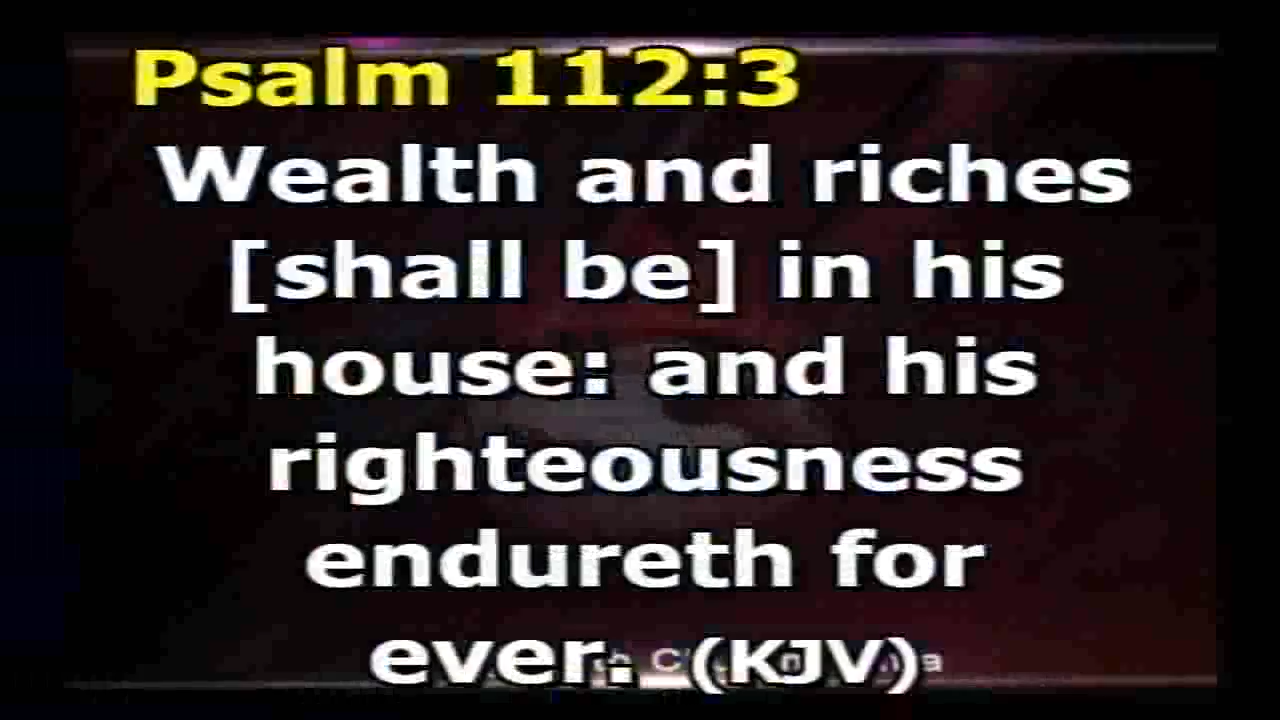 Psalm 112:3
Wealth and riches
[shall be] in his
house: and his
righteousness
endureth for
ever. (KJV)